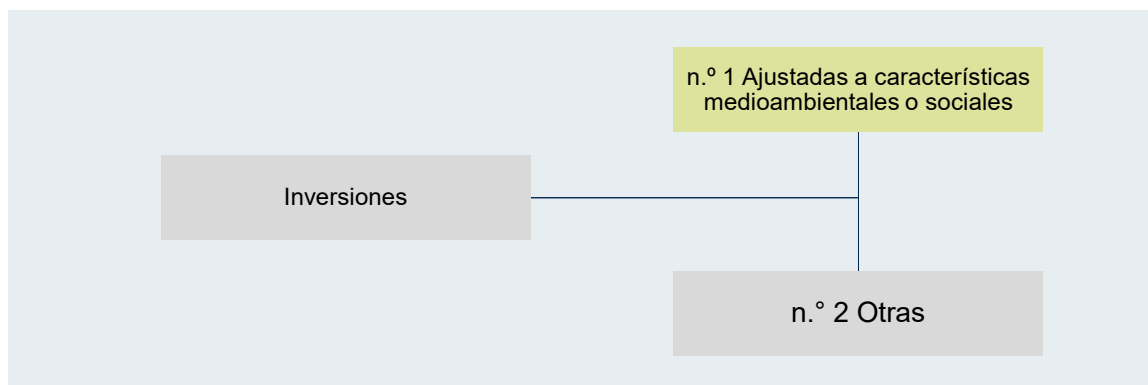 n.º 1 Ajustadas a características
medioambientales o sociales
Inversiones
n.° 2 Otras